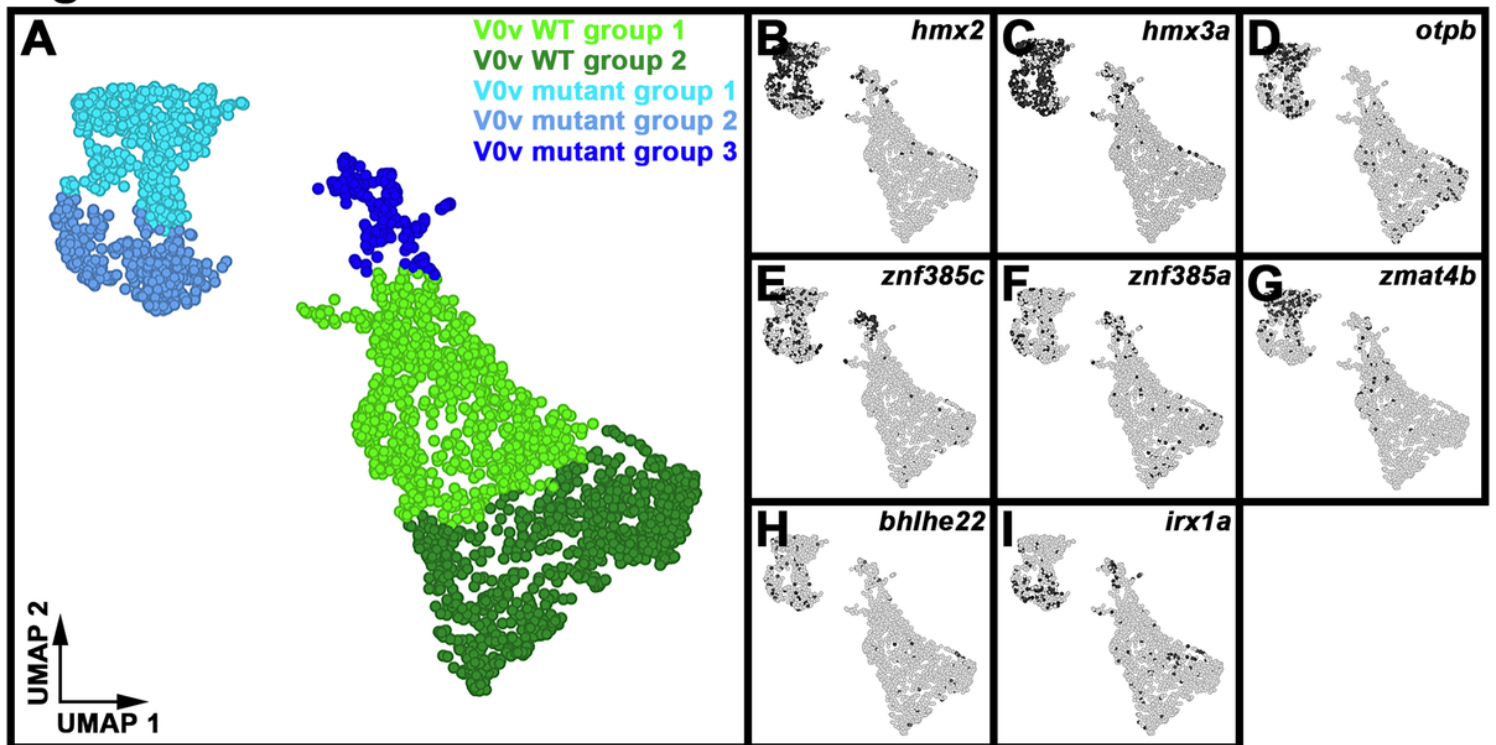 A
V0v WT group 1
V0v WT group 2
V0v mutant group 1
V0v mutant group 2
V0v mutant group 3
UMAP 2
UMAP 1
B hmx2
C hmx3a
D otpb
E znf385c
F znf385a
G zmat4b
H bhlhe22
I irx1a